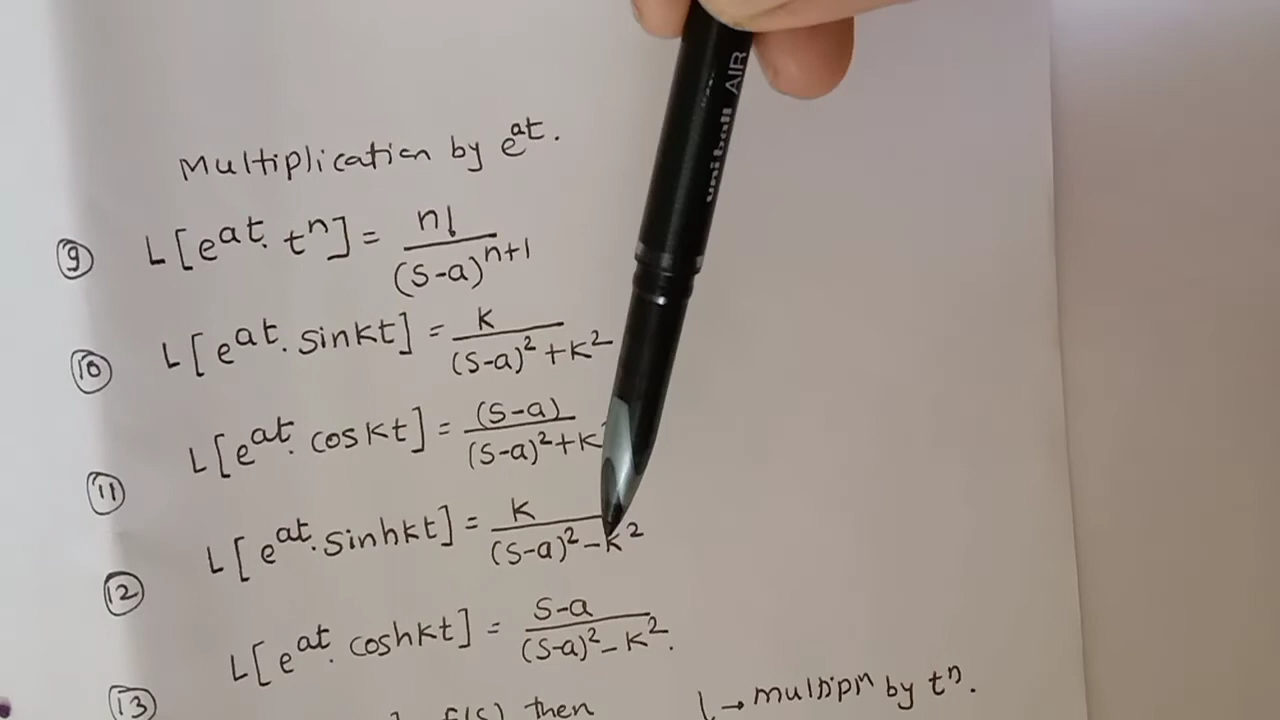 Multiplication by e^at.
⑨ L[e^at. t^n] = n! / (s-a)^n+1
⑩ L[e^at. sinkt] = k / (s-a)^2 + k^2
⑪ L[e^at. coskt] = (s-a) / (s-a)^2 + k
⑫ L[e^at. sinhkt] = k / (s-a)^2 - k^2
⑬ L[e^at. coshkt] = s-a / (s-a)^2 - k^2.
] f(s) then
→ by t^n.
uni ball AIR